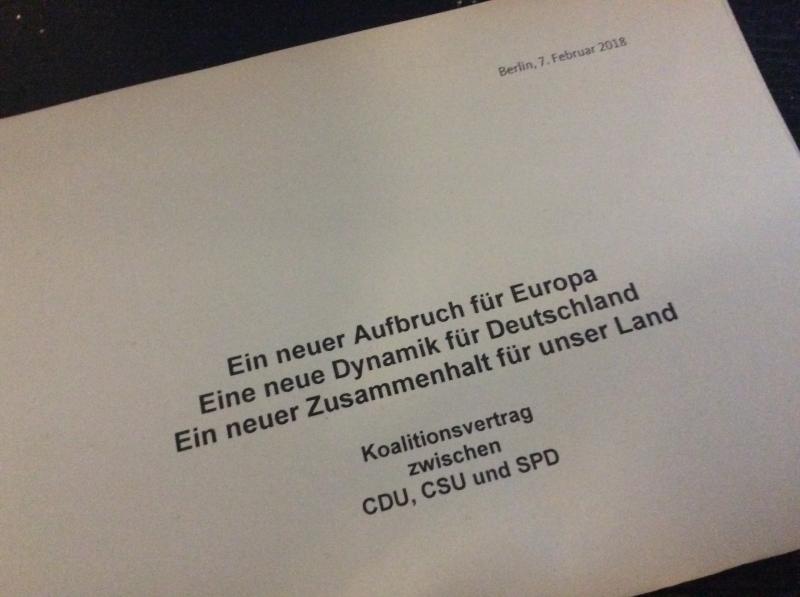 Berlin, 7. Februar 2018
Ein neuer Aufbruch für Europa
Eine neue Dynamik für Deutschland
Ein neuer Zusammenhalt für unser Land
Koalitionsvertrag
zwischen
CDU, CSU und SPD